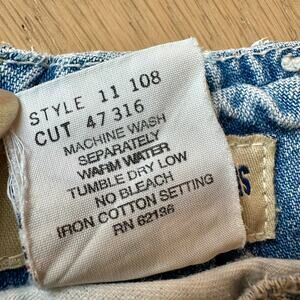 STYLE 11 108
CUT 47316
MACHINE WASH
SEPARATELY
WARM WATER
TUMBLE DRY LOW
NO BLEACH
IRON COTTON SETTING
RN 62136